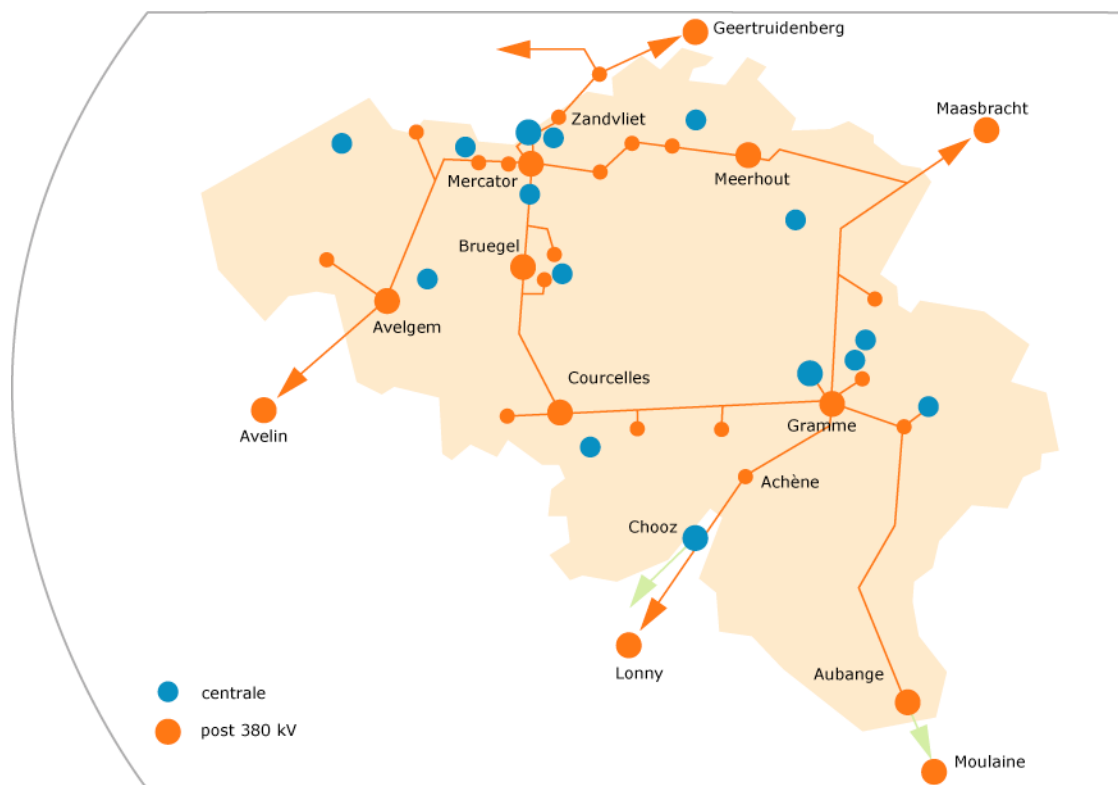 Geertruidenberg
Maasbracht
Zandvliet
Mercator
Meerhout
Bruegel
Avelgem
Courcelles
Avelin
Gramme
Achène
Chooz
Lonny
Aubange
centrale
post 380 kV
Moulaine